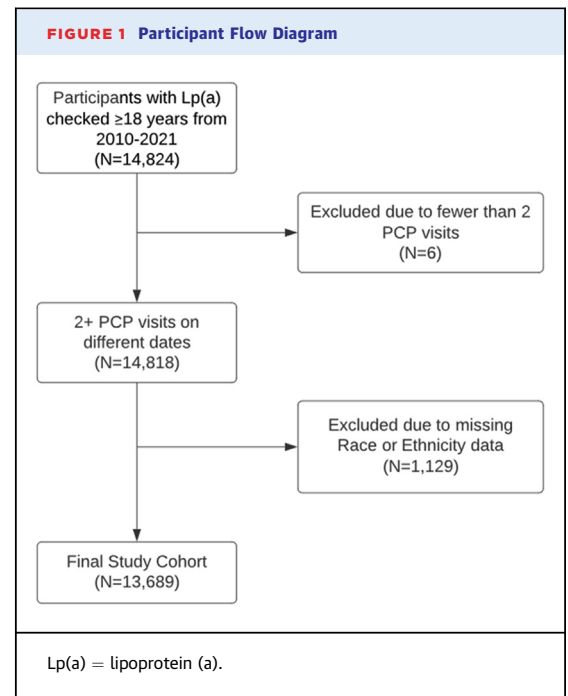 FIGURE 1 Participant Flow Diagram
Participants with Lp(a)
checked ≥18 years from
2010-2021
(N=14,824)
Excluded due to fewer than 2
PCP visits
(N=6)
2+ PCP visits on
different dates
(N=14,818)
Excluded due to missing
Race or Ethnicity data
(N=1,129)
Final Study Cohort
(N=13,689)
Lp(a) = lipoprotein (a).